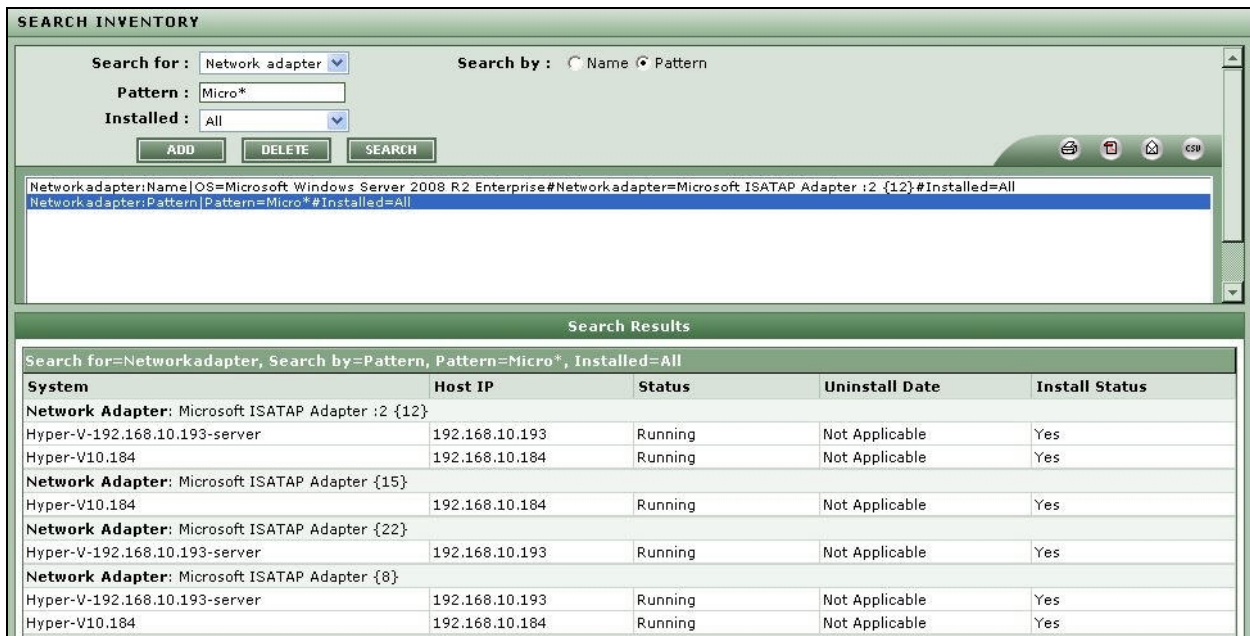 SEARCH INVENTORY
Search for : Network adapter Search by : Name Pattern
Pattern : Micro*
Installed : All
ADD DELETE SEARCH CSV
Networkadapter:Name|OS=Microsoft Windows Server 2008 R2 Enterprise#Networkadapter=Microsoft ISATAP Adapter :2 {12}#Installed=All
Networkadapter:Pattern|Pattern=Micro*#Installed=All
Search Results
Search for=Networkadapter, Search by=Pattern, Pattern=Micro*, Installed=All
System Host IP Status Uninstall Date Install Status
Network Adapter: Microsoft ISATAP Adapter :2 {12}
Hyper-V-192.168.10.193-server 192.168.10.193 Running Not Applicable Yes
Hyper-V10.184 192.168.10.184 Running Not Applicable Yes
Network Adapter: Microsoft ISATAP Adapter {15}
Hyper-V10.184 192.168.10.184 Running Not Applicable Yes
Network Adapter: Microsoft ISATAP Adapter {22}
Hyper-V-192.168.10.193-server 192.168.10.193 Running Not Applicable Yes
Network Adapter: Microsoft ISATAP Adapter {8}
Hyper-V-192.168.10.193-server 192.168.10.193 Running Not Applicable Yes
Hyper-V10.184 192.168.10.184 Running Not Applicable Yes